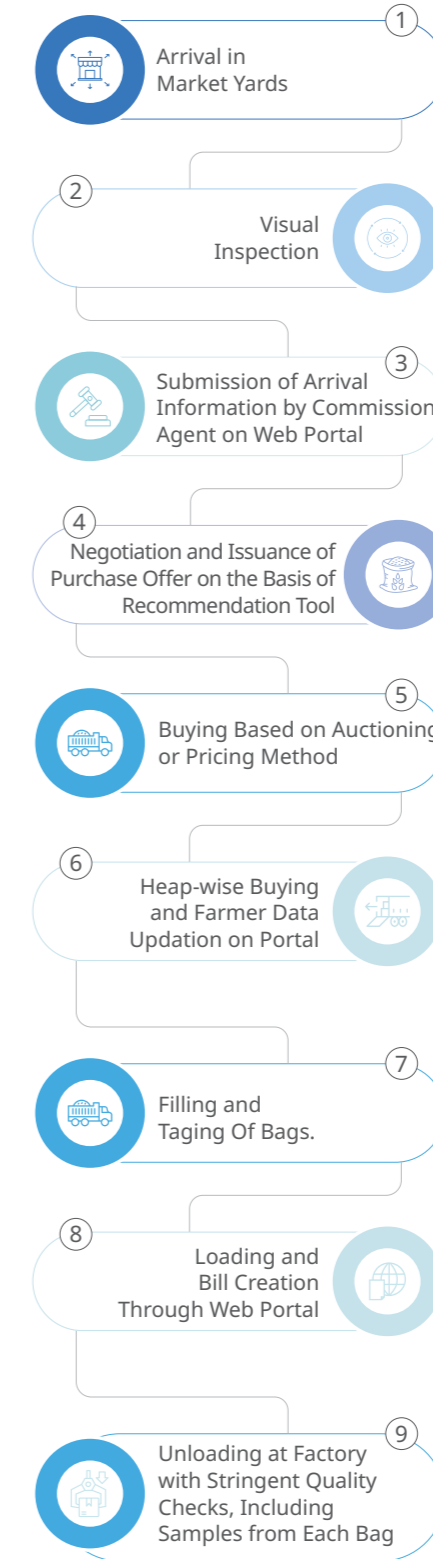 1
Arrival in
Market Yards
2
Visual
Inspection
3
Submission of Arrival
Information by Commission
Agent on Web Portal
4
Negotiation and Issuance of
Purchase Offer on the Basis of
Recommendation Tool
5
Buying Based on Auctioning
or Pricing Method
6
Heap-wise Buying
and Farmer Data
Updation on Portal
7
Filling and
Taging Of Bags.
8
Loading and
Bill Creation
Through Web Portal
9
Unloading at Factory
with Stringent Quality
Checks, Including
Samples from Each Bag